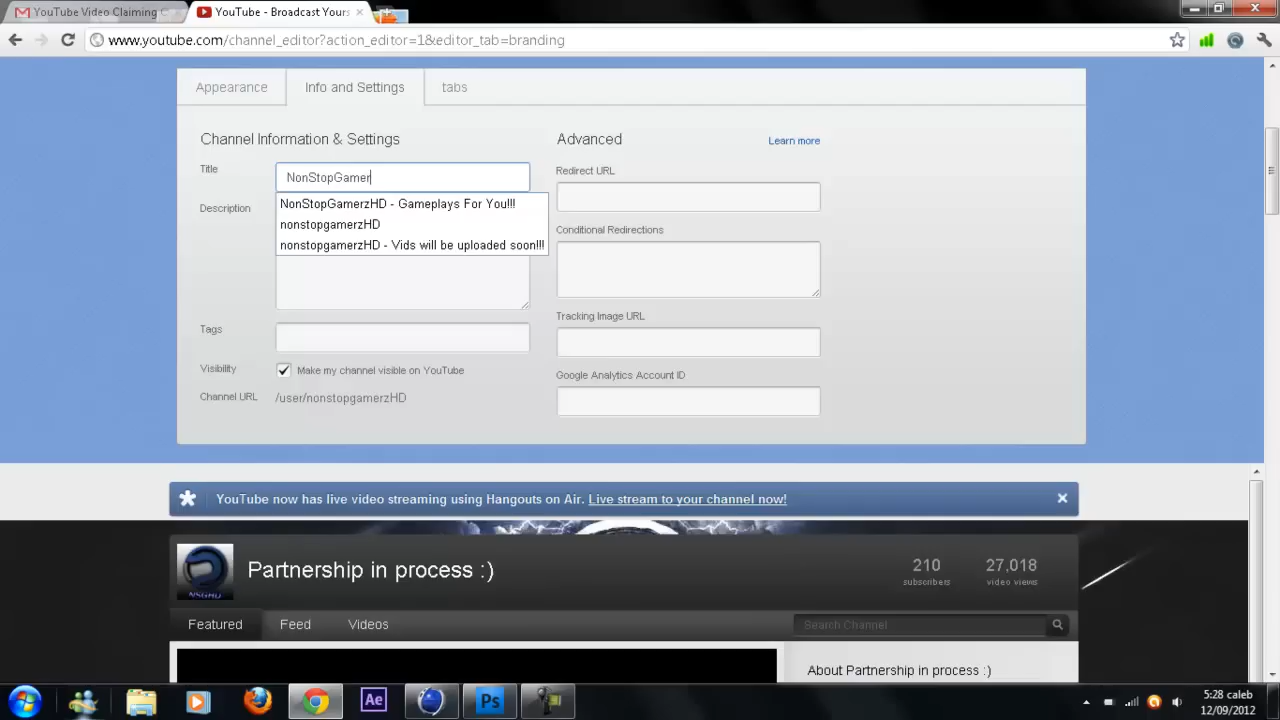 YouTube Video Claiming C
YouTube - Broadcast Yours
www.youtube.com/channel_editor?action_editor=1&editor_tab=branding
Appearance
Info and Settings
tabs
Channel Information & Settings
Advanced
Learn more
Title
NonStopGamer
Redirect URL
NonStopGamerzHD - Gameplays For You!!!
nonstopgamerzHD
nonstopgamerzHD - Vids will be uploaded soon!!!
Description
Conditional Redirections
Tracking Image URL
Tags
Visibility
Make my channel visible on YouTube
Google Analytics Account ID
Channel URL
/user/nonstopgamerzHD
YouTube now has live video streaming using Hangouts on Air. Live stream to your channel now!
NSGHD
Partnership in process :)
210
subscribers
27,018
video views
Featured
Feed
Videos
Search Channel
About Partnership in process :)
Ae
Ps
5:28 caleb
12/09/2012